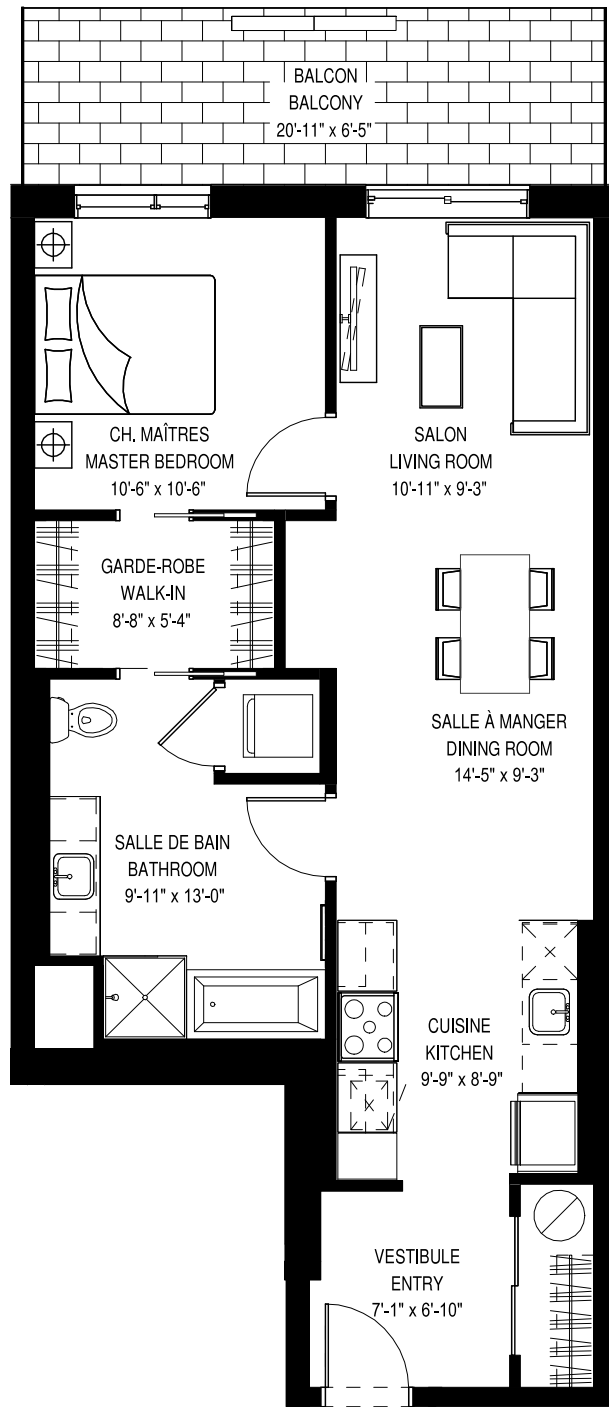 BALCON
BALCONY
20'-11" x 6'-5"
CH. MAÎTRES
MASTER BEDROOM
10'-6" x 10'-6"
SALON
LIVING ROOM
10'-11" x 9'-3"
GARDE-ROBE
WALK-IN
8'-8" x 5'-4"
SALLE À MANGER
DINING ROOM
14'-5" x 9'-3"
SALLE DE BAIN
BATHROOM
9'-11" x 13'-0"
CUISINE
KITCHEN
9'-9" x 8'-9"
VESTIBULE
ENTRY
7'-1" x 6'-10"